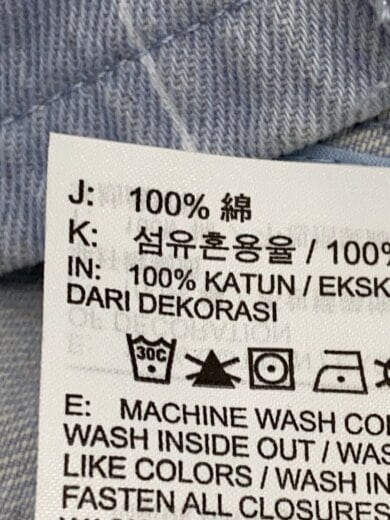 J: 100% 綿
K: 섬유혼용율 / 100%
IN: 100% KATUN / EKSK
DARI DEKORASI
30C
E: MACHINE WASH CO
WASH INSIDE OUT / WAS
LIKE COLORS / WASH IN
FASTEN ALL CLOSURES